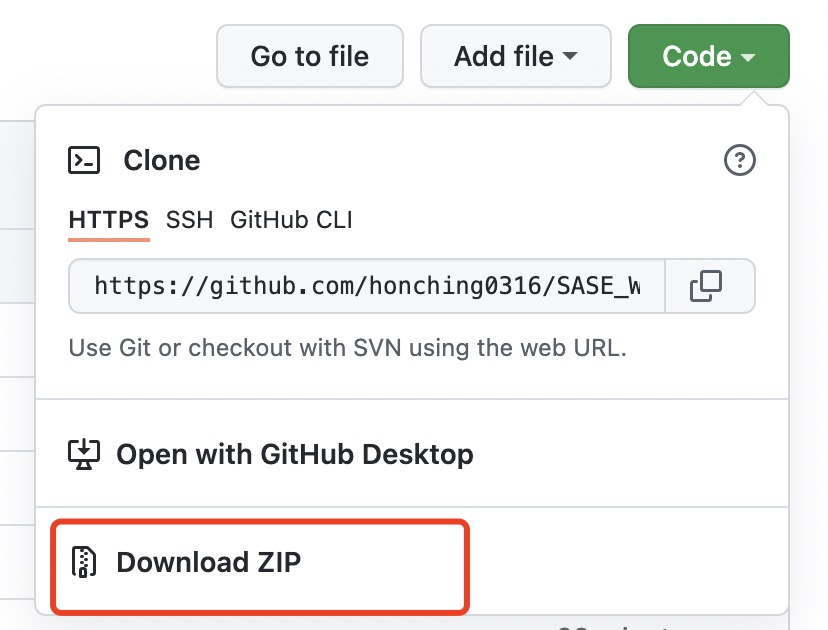 Go to file Add file Code
Clone
HTTPS SSH GitHub CLI
https://github.com/honching0316/SASE_W
Use Git or checkout with SVN using the web URL.
Open with GitHub Desktop
Download ZIP